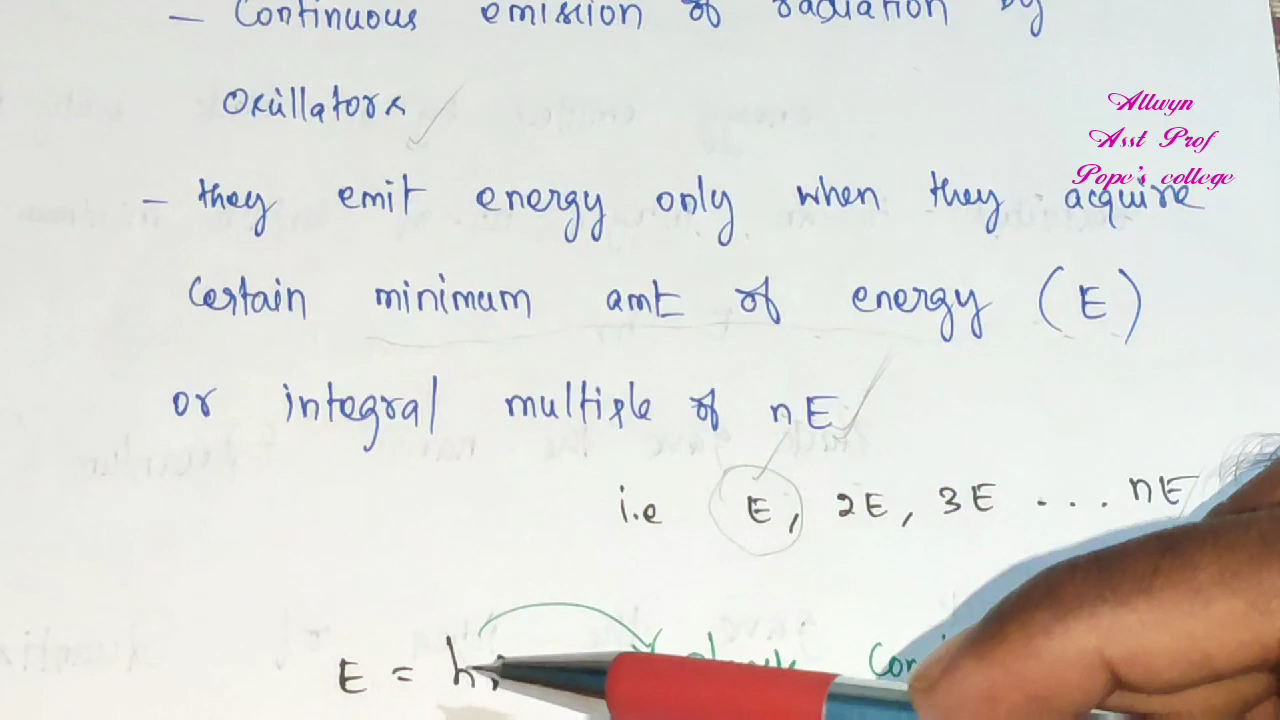 - Continuous emission of radiation by
Oscillators
Allwyn
Asst Prof
Pope's college
- they emit energy only when they acquire
Certain minimum amt of energy (E)
or integral multiple of nE
i.e E, 2E, 3E ... nE
E = h